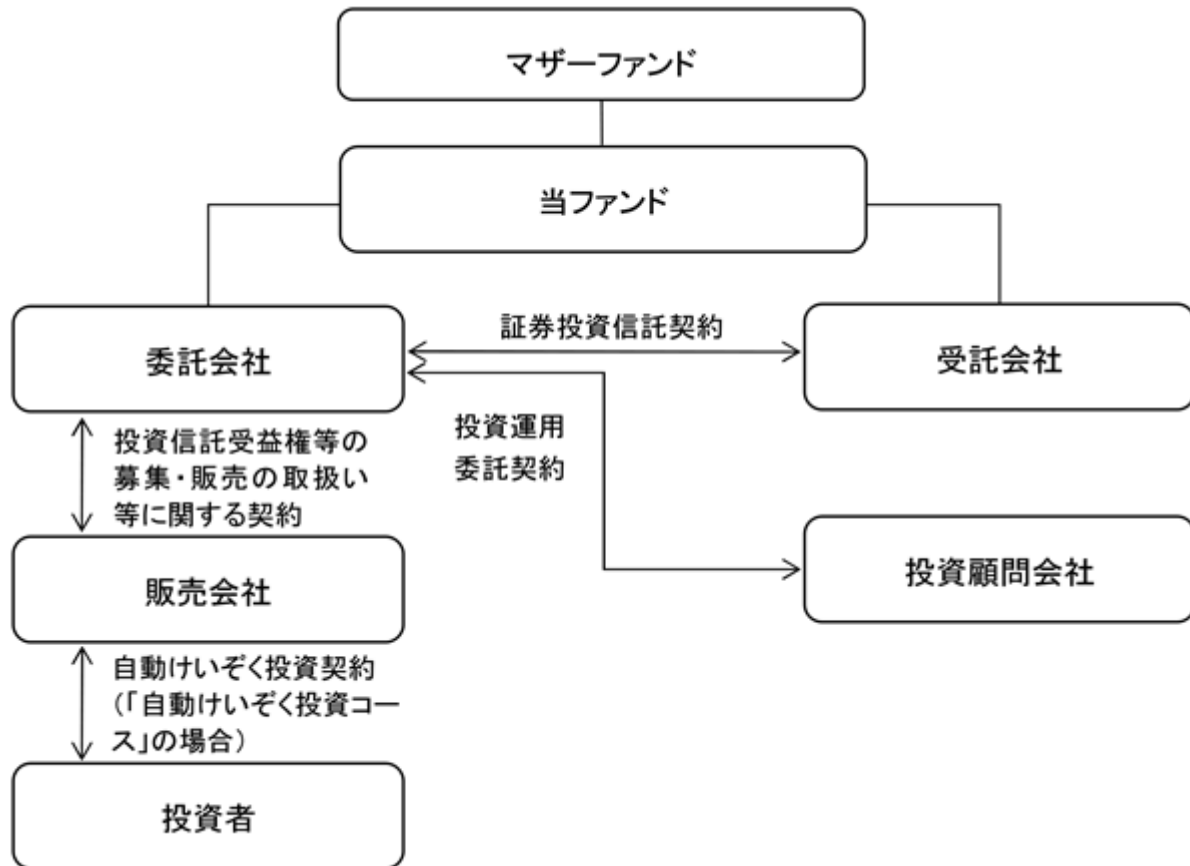 マザーファンド
当ファンド
証券投資信託契約
委託会社
受託会社
投資信託受益権等の
募集・販売の取扱い
等に関する契約
投資運用
委託契約
販売会社
投資顧問会社
自動けいぞく投資契約
(「自動けいぞく投資コー
ス」の場合)
投資者